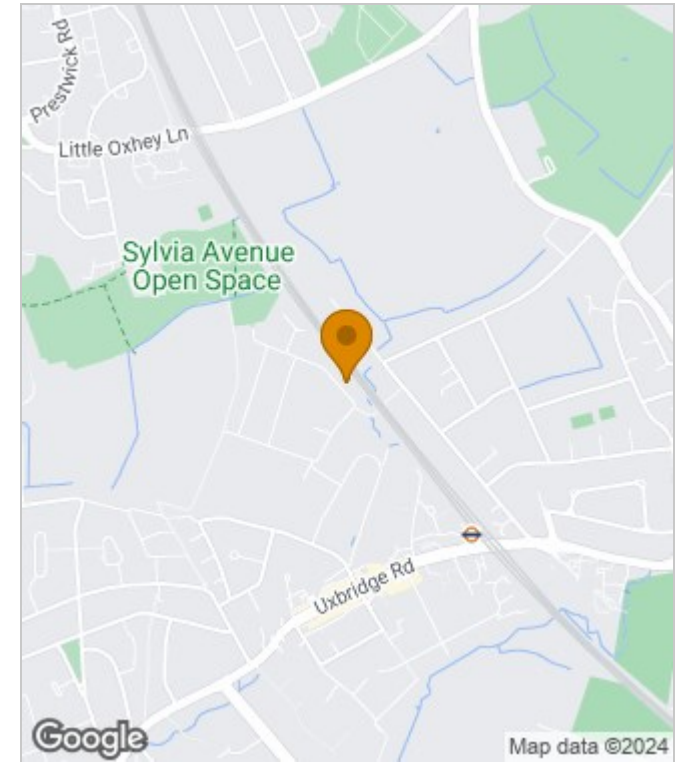 Prestwick Rd
Little Oxhey Ln
Sylvia Avenue
Open Space
Uxbridge Rd
Google
Map data ©2024